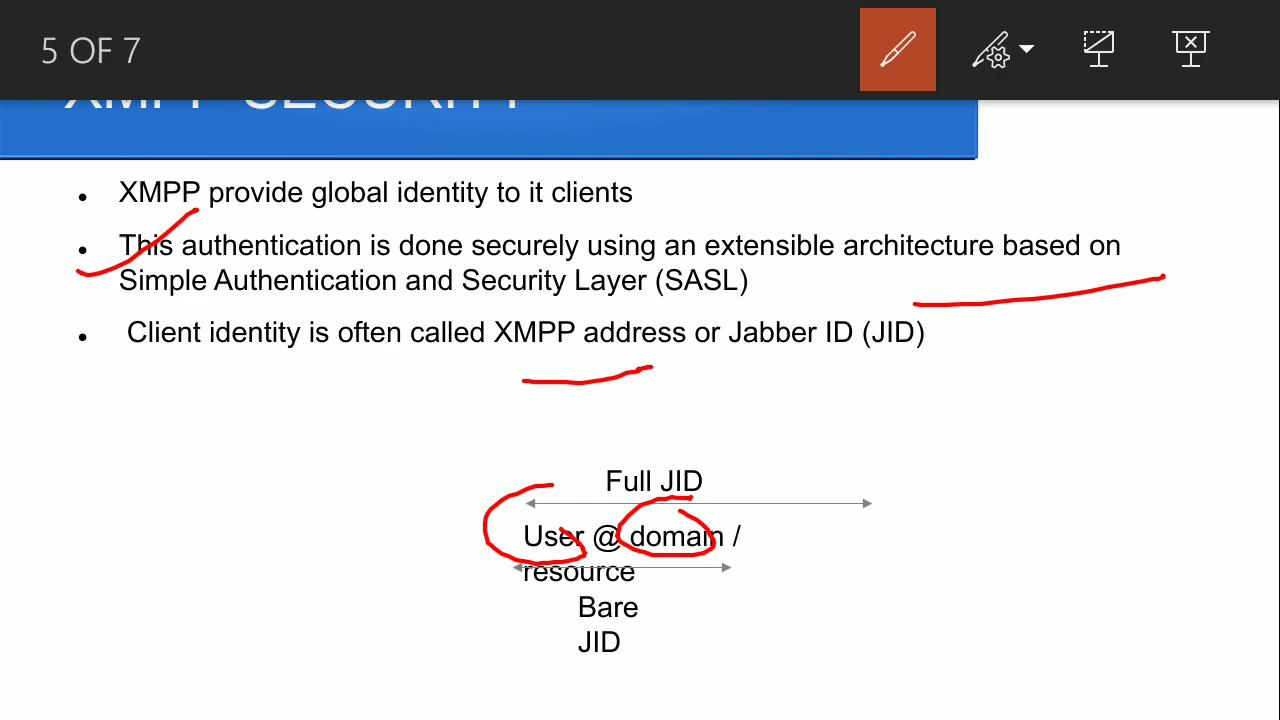 5 OF 7
XMPP SECURITY
XMPP provide global identity to it clients
This authentication is done securely using an extensible architecture based on
Simple Authentication and Security Layer (SASL)
Client identity is often called XMPP address or Jabber ID (JID)
Full JID
User @ domain /
resource
Bare
JID